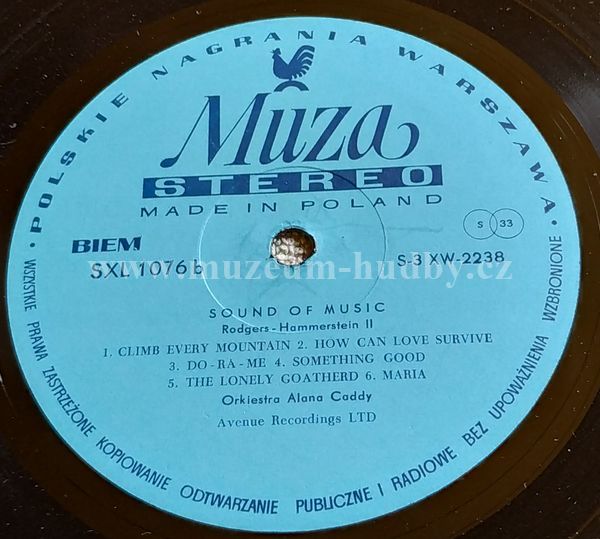 · POLSKIE NAGRANIA WARSZAWA ·
Muza
STEREO
MADE IN POLAND
BIEM
SXL 1076 b
S 33
S-3 XW-2238
www.muzeum-hudby.cz
SOUND OF MUSIC
Rodgers-Hammerstein II
1. CLIMB EVERY MOUNTAIN 2. HOW CAN LOVE SURVIVE
3. DO-RA-ME 4. SOMETHING GOOD
5. THE LONELY GOATHERD 6. MARIA
Orkiestra Alana Caddy
Avenue Recordings LTD
WSZYSTKIE PRAWA ZASTRZEŻONE KOPIOWANIE ODTWARZANIE PUBLICZNE I RADIOWE BEZ UPOWAŻNIENIA WZBRONIONE